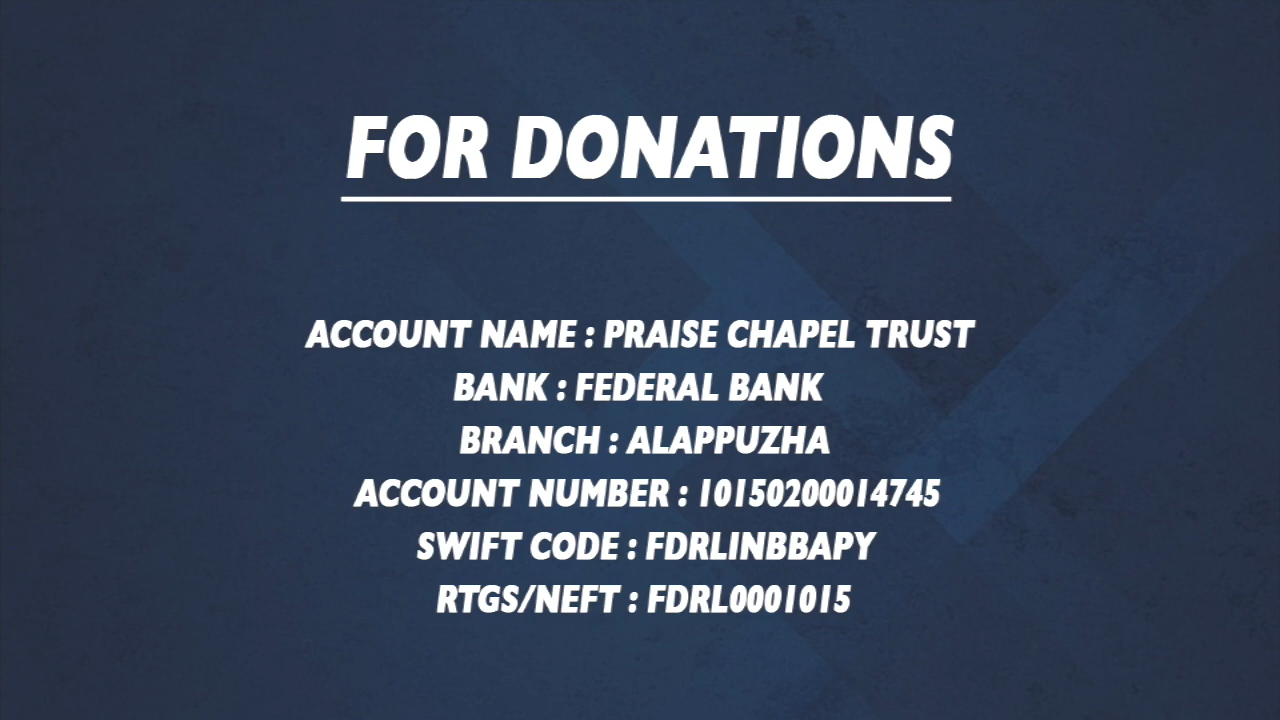 FOR DONATIONS
ACCOUNT NAME : PRAISE CHAPEL TRUST
BANK : FEDERAL BANK
BRANCH : ALAPPUZHA
ACCOUNT NUMBER : 10150200014745
SWIFT CODE : FDRLINBBAPY
RTGS/NEFT : FDRL0001015